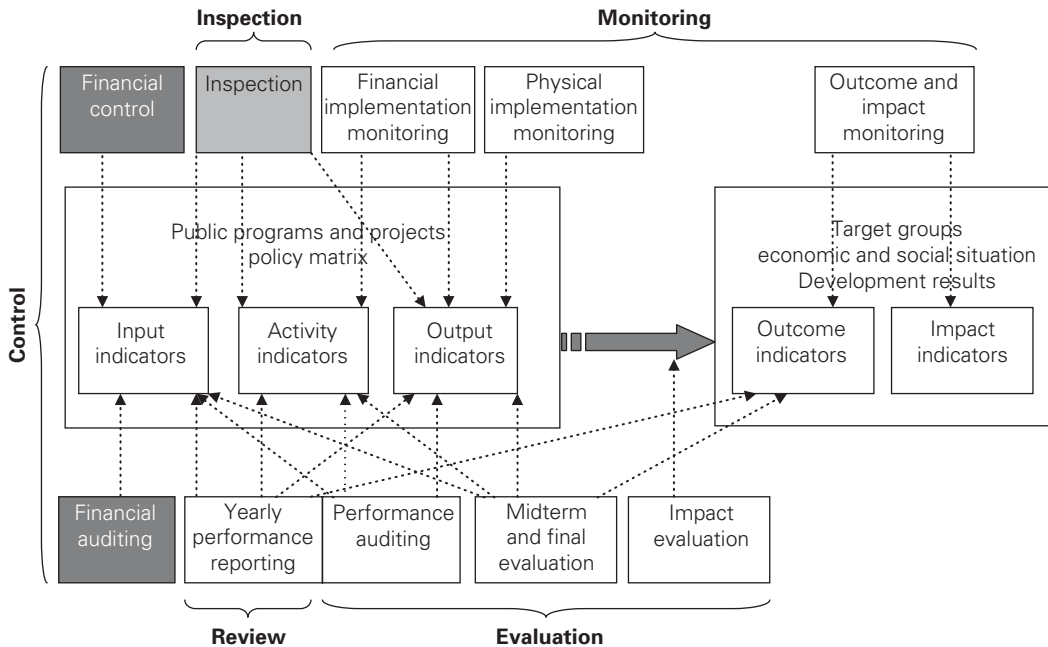 Inspection
Monitoring
Financial
control
Inspection
Financial
implementation
monitoring
Physical
implementation
monitoring
Outcome and
impact
monitoring
Control
Public programs and projects
policy matrix
Target groups
economic and social situation
Development results
Input
indicators
Activity
indicators
Output
indicators
Outcome
indicators
Impact
indicators
Financial
auditing
Yearly
performance
reporting
Performance
auditing
Midterm
and final
evaluation
Impact
evaluation
Review
Evaluation